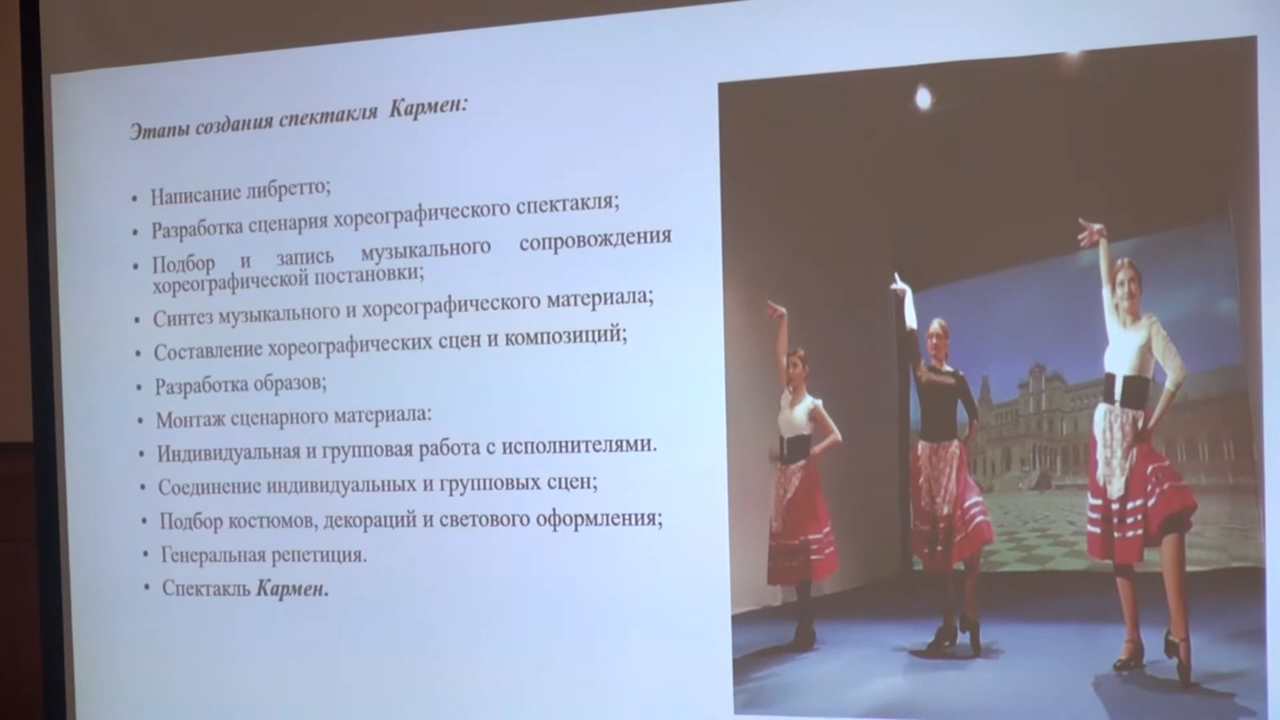 Этапы создания спектакля Кармен:
• Написание либретто;
• Разработка сценария хореографического спектакля;
• Подбор и запись музыкального сопровождения
хореографической постановки;
• Синтез музыкального и хореографического материала;
• Составление хореографических сцен и композиций;
• Разработка образов;
• Монтаж сценарного материала:
• Индивидуальная и групповая работа с исполнителями.
• Соединение индивидуальных и групповых сцен;
• Подбор костюмов, декораций и светового оформления;
• Генеральная репетиция.
• Спектакль Кармен.